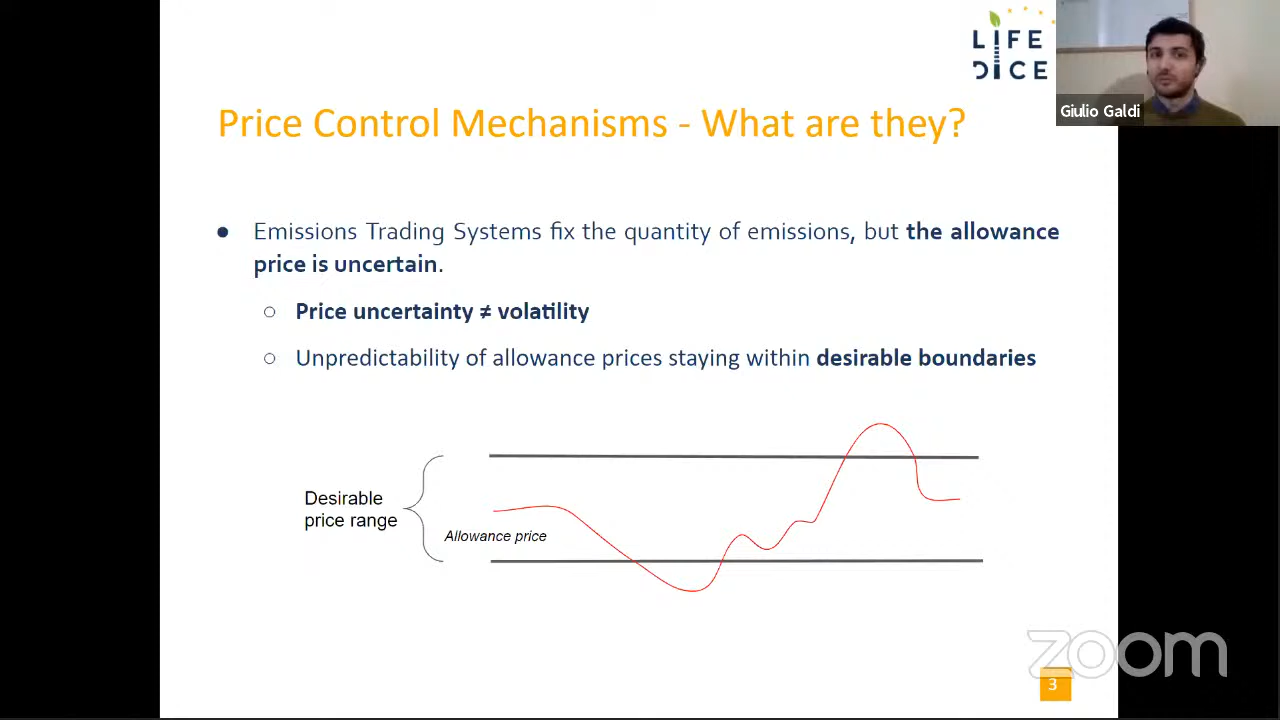 LIFE
DICE
Giulio Galdi
Price Control Mechanisms - What are they?
● Emissions Trading Systems fix the quantity of emissions, but the allowance
price is uncertain.
○ Price uncertainty ≠ volatility
○ Unpredictability of allowance prices staying within desirable boundaries
Desirable
price range
Allowance price
zoom
3